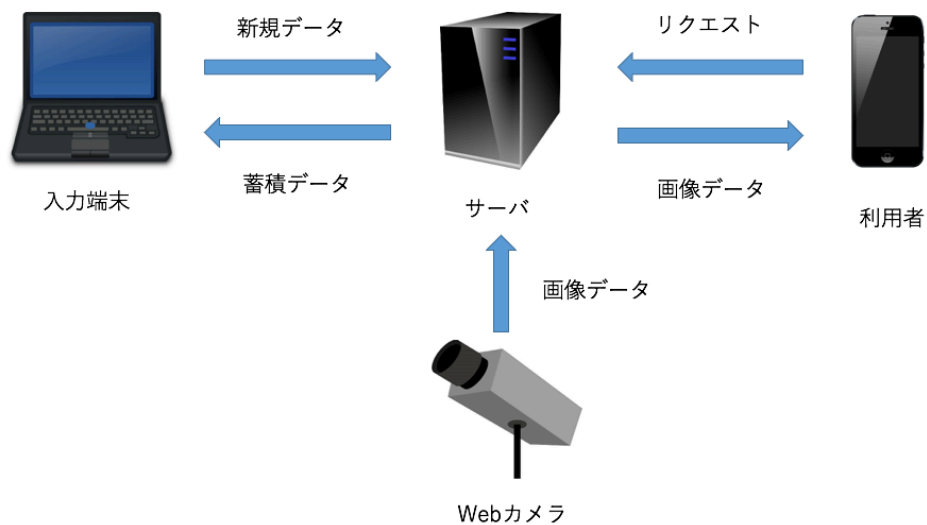 新規データ
リクエスト
蓄積データ
画像データ
入力端末
サーバ
利用者
画像データ
Webカメラ